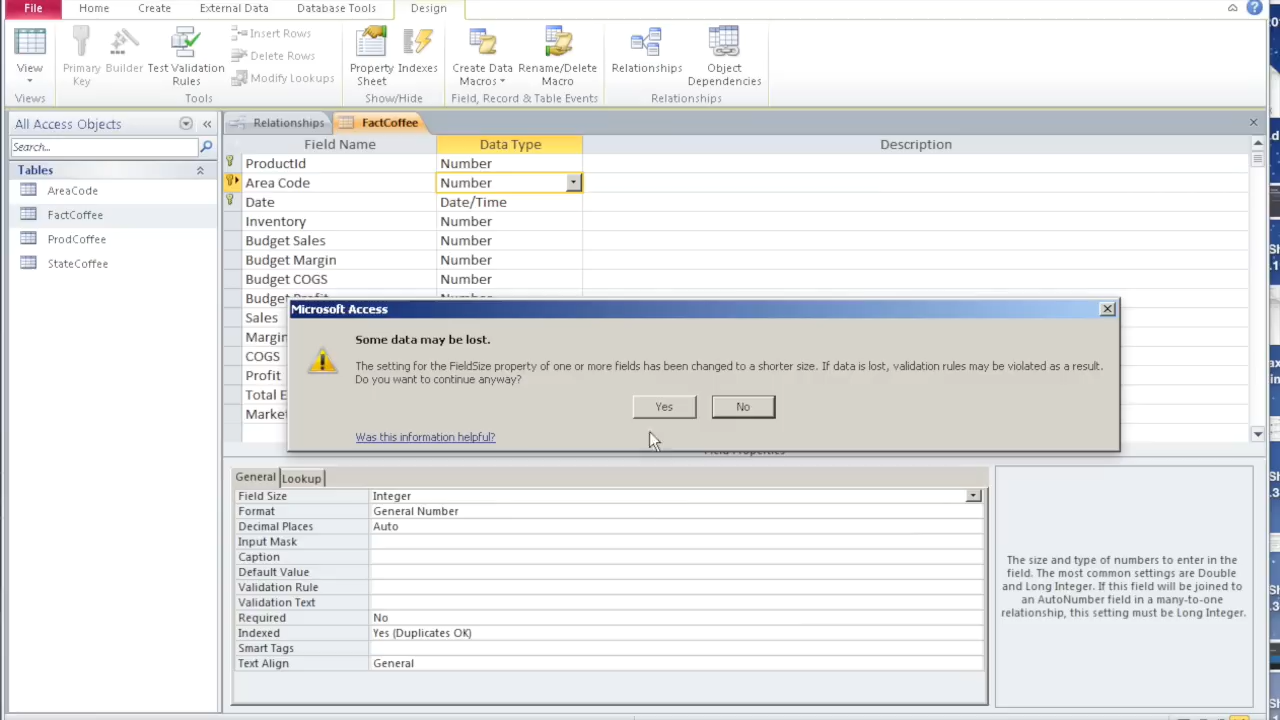 File Home Create External Data Database Tools Design
View Primary Key Builder Test Validation Rules Insert Rows Delete Rows Modify Lookups Property Sheet Indexes Create Data Macros Rename/Delete Macro Relationships Object Dependencies
Views Tools Show/Hide Field, Record & Table Events Relationships
All Access Objects
Search...
Tables
AreaCode
FactCoffee
ProdCoffee
StateCoffee
Relationships FactCoffee
Field Name Data Type Description
ProductId Number
Area Code Number
Date Date/Time
Inventory Number
Budget Sales Number
Budget Margin Number
Budget COGS Number
Budget Profit Number
Sales
Margin
COGS
Profit
Total E
Market
Microsoft Access
Some data may be lost.
The setting for the FieldSize property of one or more fields has been changed to a shorter size. If data is lost, validation rules may be violated as a result.
Do you want to continue anyway?
Yes No
Was this information helpful?
Field Properties
General Lookup
Field Size Integer
Format General Number
Decimal Places Auto
Input Mask
Caption
Default Value
Validation Rule
Validation Text
Required No
Indexed Yes (Duplicates OK)
Smart Tags
Text Align General
The size and type of numbers to enter in the
field. The most common settings are Double
and Long Integer. If this field will be joined to
an AutoNumber field in a many-to-one
relationship, this setting must be Long Integer.